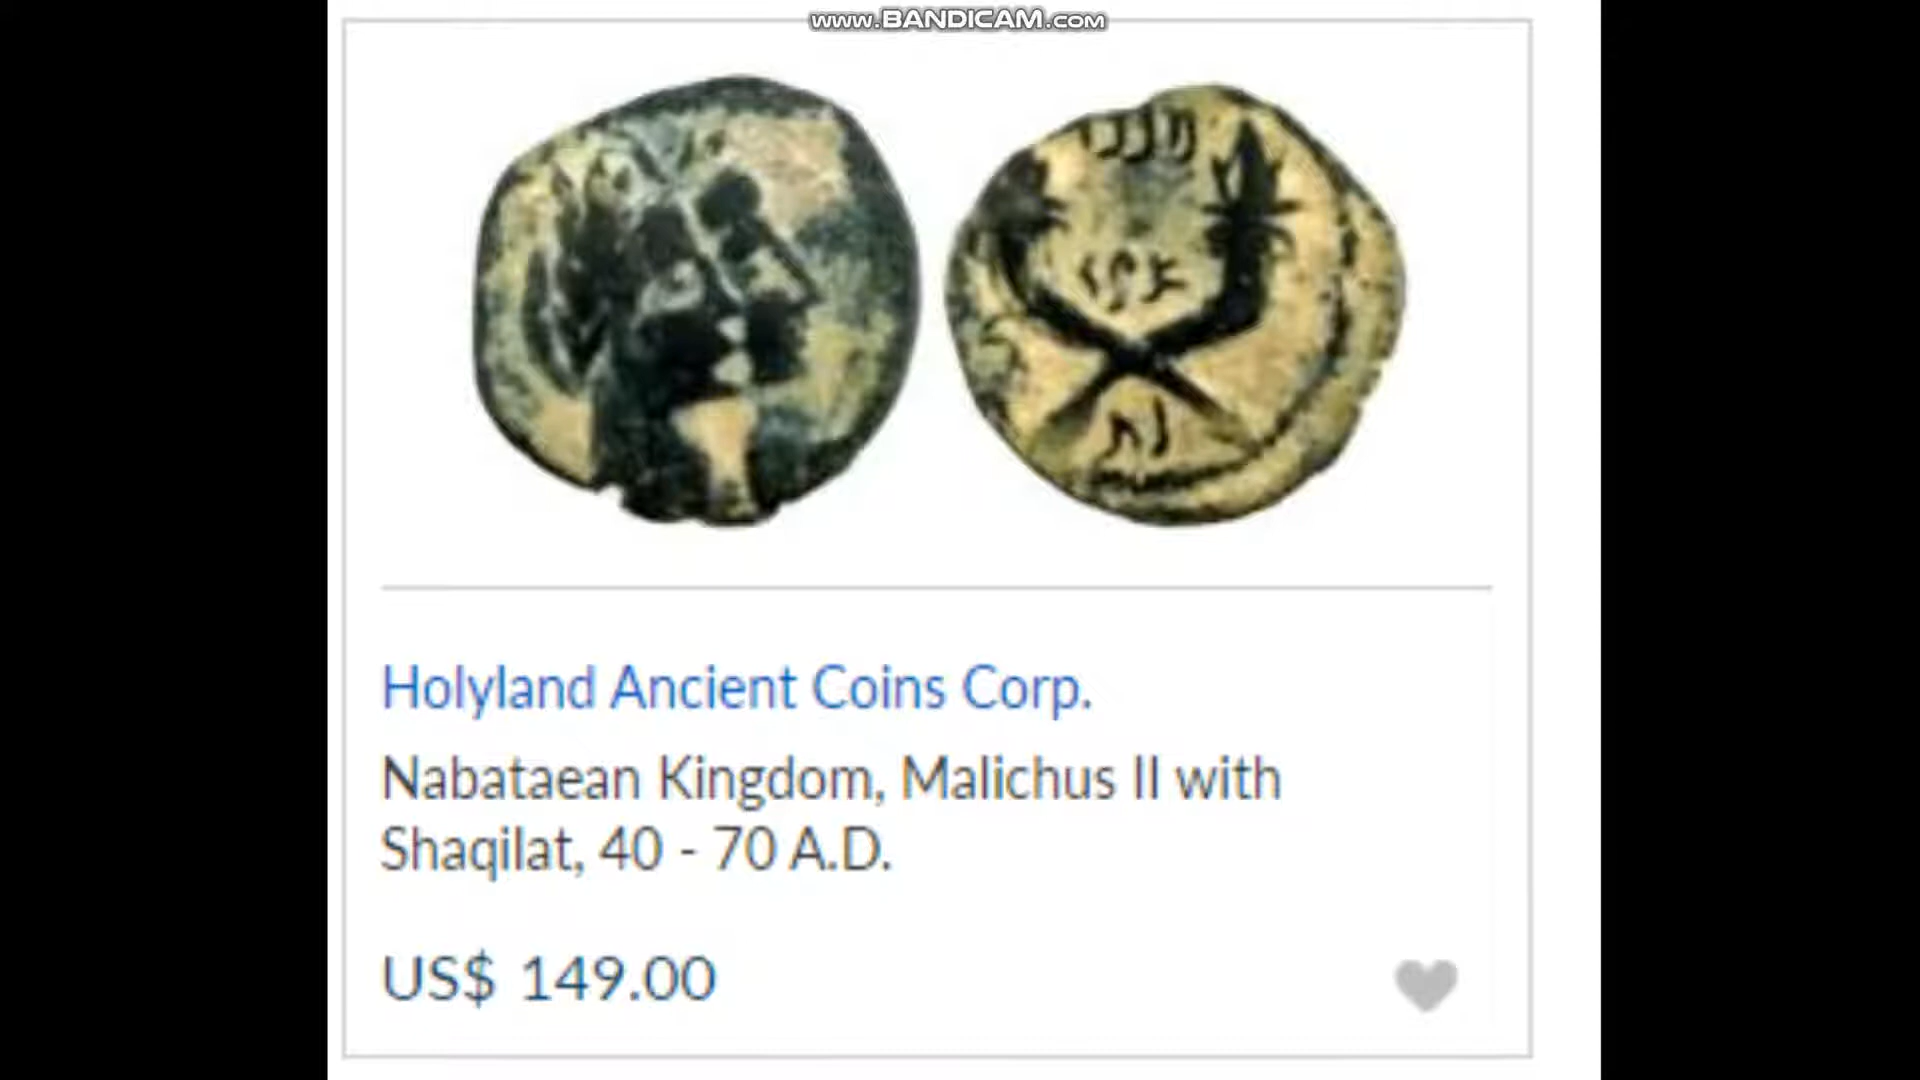 www.BANDICAM.com
Holyland Ancient Coins Corp.
Nabataean Kingdom, Malichus II with
Shaqilat, 40 - 70 A.D.
US$ 149.00